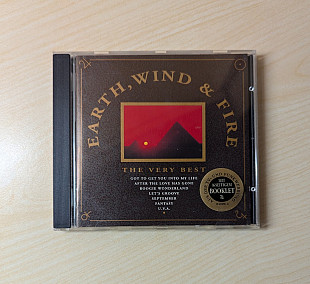 EARTH, WIND & FIRE
THE VERY BEST
GOT TO GET YOU INTO MY LIFE
AFTER THE LOVE HAS GONE
BOOGIE WONDERLAND
LET'S GROOVE
SEPTEMBER
FANTASY
U.V.A.
BOOKLET